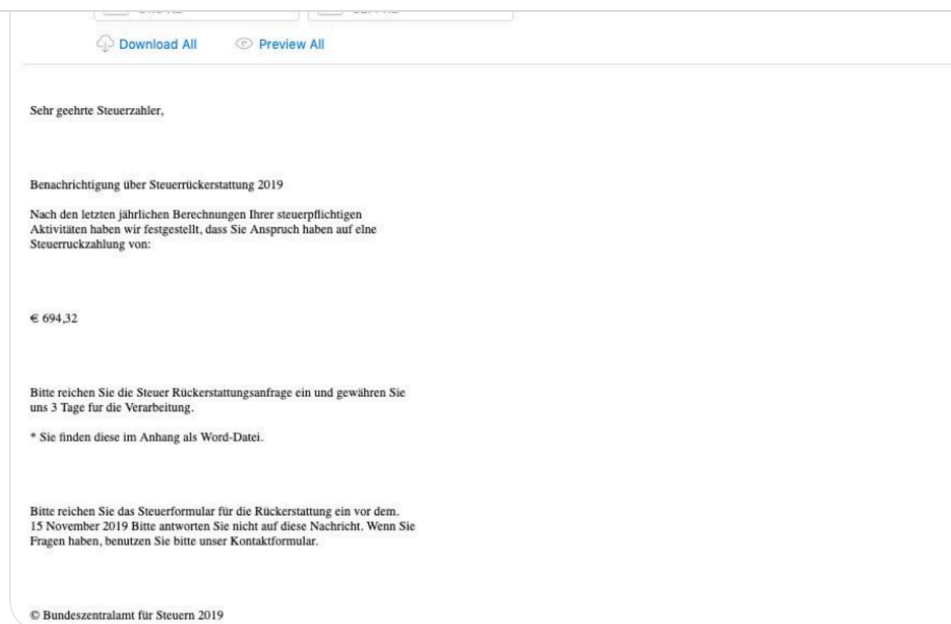 Download All
Preview All
Sehr geehrte Steuerzahler,
Benachrichtigung über Steuerrückerstattung 2019
Nach den letzten jährlichen Berechnungen Ihrer steuerpflichtigen
Aktivitäten haben wir festgestellt, dass Sie Anspruch haben auf elne
Steuerruckzahlung von:
€ 694,32
Bitte reichen Sie die Steuer Rückerstattungsanfrage ein und gewähren Sie
uns 3 Tage fur die Verarbeitung.
* Sie finden diese im Anhang als Word-Datei.
Bitte reichen Sie das Steuerformular für die Rückerstattung ein vor dem.
15 November 2019 Bitte antworten Sie nicht auf diese Nachricht. Wenn Sie
Fragen haben, benutzen Sie bitte unser Kontaktformular.
© Bundeszentralamt für Steuern 2019